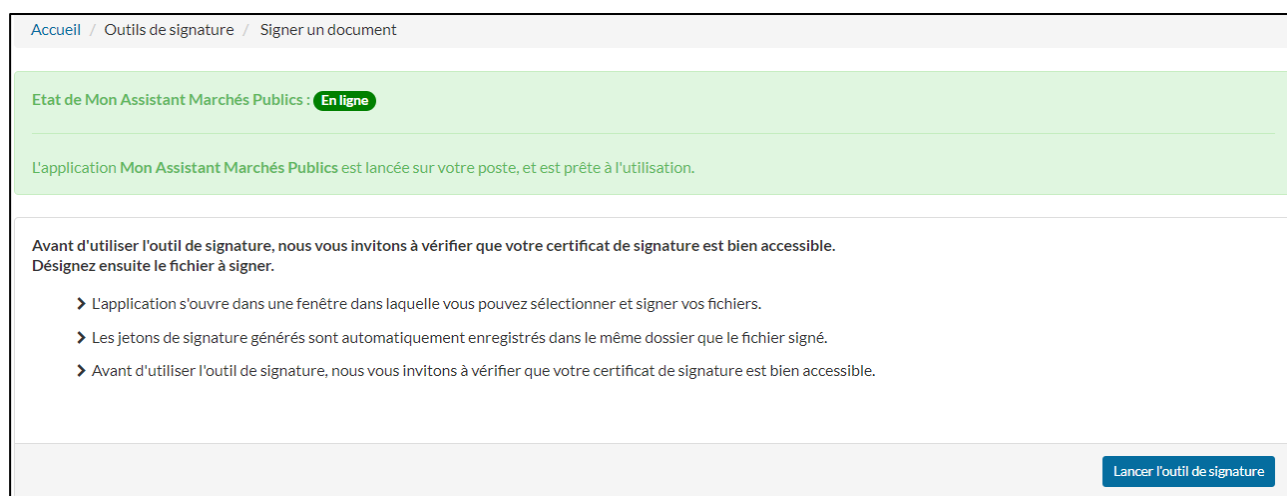 Accueil / Outils de signature / Signer un document
Etat de Mon Assistant Marchés Publics : En ligne
L'application Mon Assistant Marchés Publics est lancée sur votre poste, et est prête à l'utilisation.
Avant d'utiliser l'outil de signature, nous vous invitons à vérifier que votre certificat de signature est bien accessible.
Désignez ensuite le fichier à signer.
L'application s'ouvre dans une fenêtre dans laquelle vous pouvez sélectionner et signer vos fichiers.
Les jetons de signature générés sont automatiquement enregistrés dans le même dossier que le fichier signé.
Avant d'utiliser l'outil de signature, nous vous invitons à vérifier que votre certificat de signature est bien accessible.
Lancer l'outil de signature